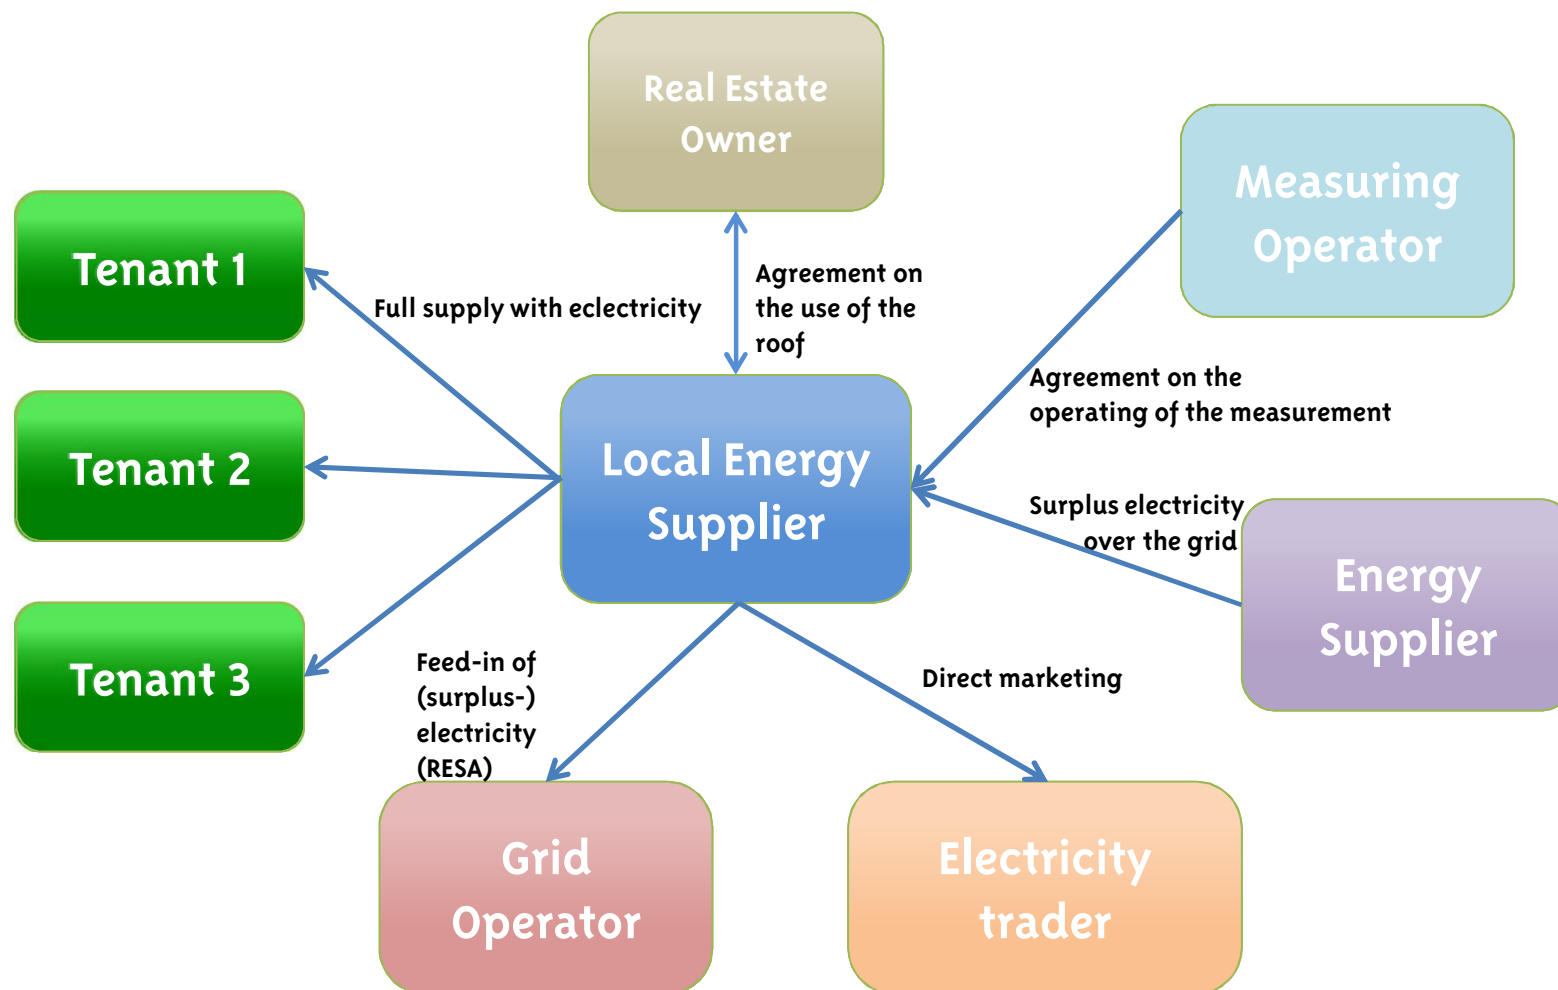 Real Estate
Owner
Measuring
Operator
Tenant 1
Full supply with eclectricity
Agreement on
the use of the
roof
Agreement on the
operating of the measurement
Tenant 2
Local Energy
Supplier
Surplus electricity
over the grid
Energy
Supplier
Tenant 3
Feed-in of
(surplus-)
electricity
(RESA)
Direct marketing
Grid
Operator
Electricity
trader